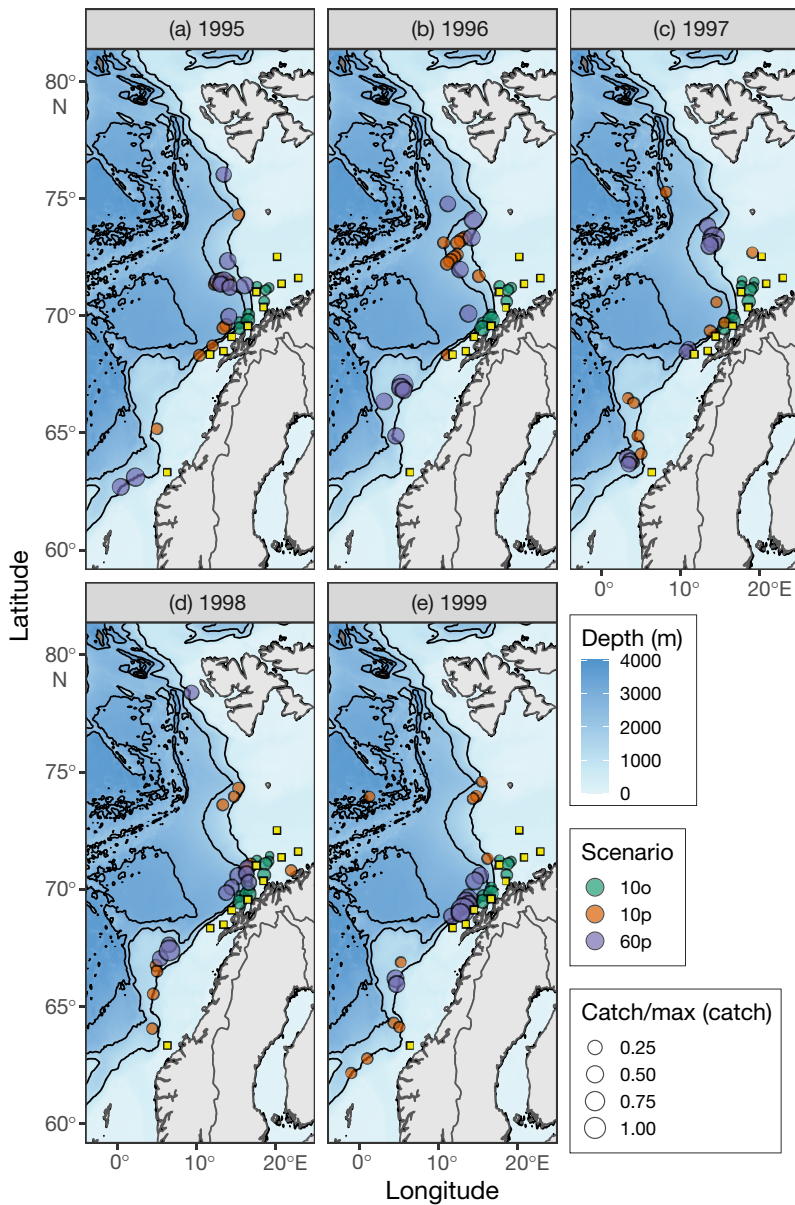 (a) 1995
(b) 1996
(c) 1997
80°
N
75°
70°
65°
60°
0°
10°
20°E
(d) 1998
(e) 1999
80°
N
75°
70°
65°
60°
0°
10°
20°E
0°
10°
20°E
Latitude
Longitude
Depth (m)
4000
3000
2000
1000
0
Scenario
10o
10p
60p
Catch/max (catch)
0.25
0.50
0.75
1.00